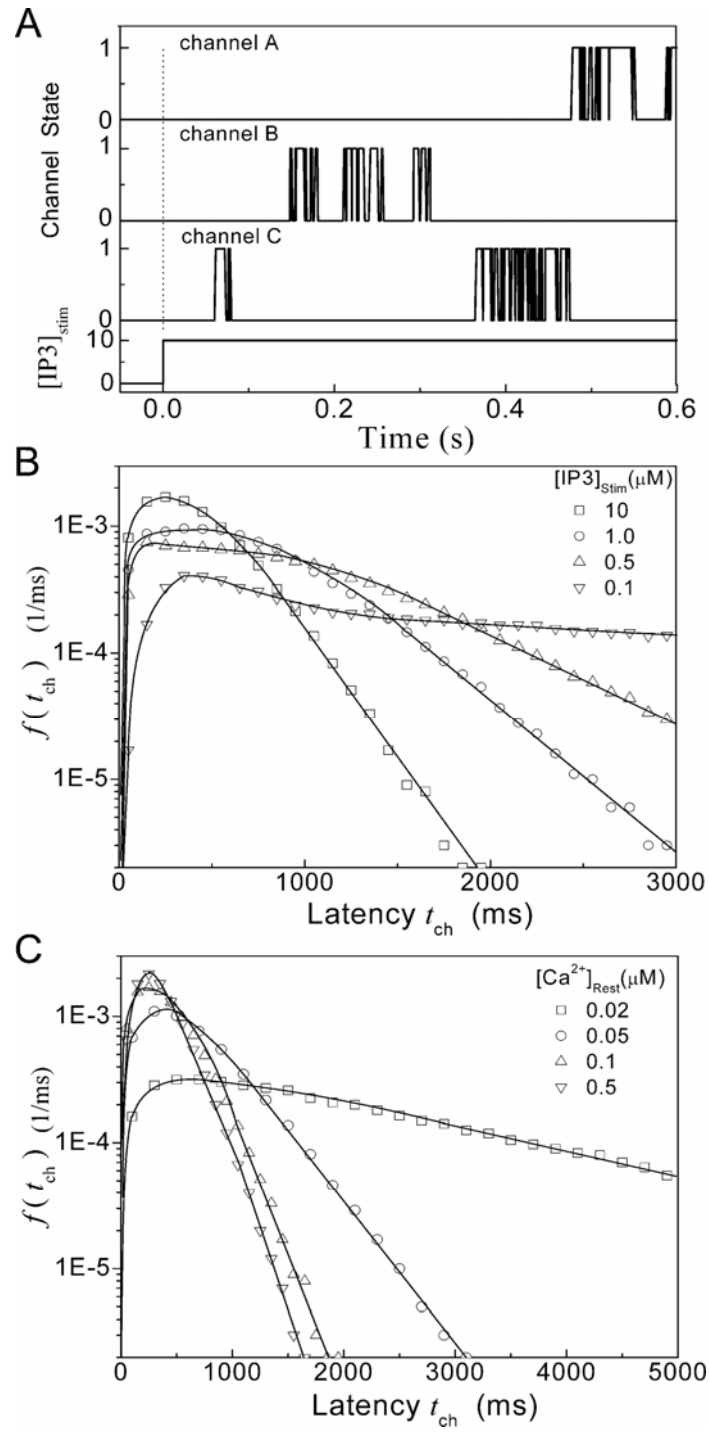 A
channel A
1
0
channel B
1
0
channel C
1
0
Channel State
[IP3]stim
10
0
0.0 0.2 0.4 0.6
Time (s)
B
[IP3]Stim(μM)
10
1.0
0.5
0.1
1E-3
1E-4
1E-5
f(tch) (1/ms)
0 1000 2000 3000
Latency tch (ms)
C
[Ca2+]Rest(μM)
0.02
0.05
0.1
0.5
1E-3
1E-4
1E-5
f(tch) (1/ms)
0 1000 2000 3000 4000 5000
Latency tch (ms)